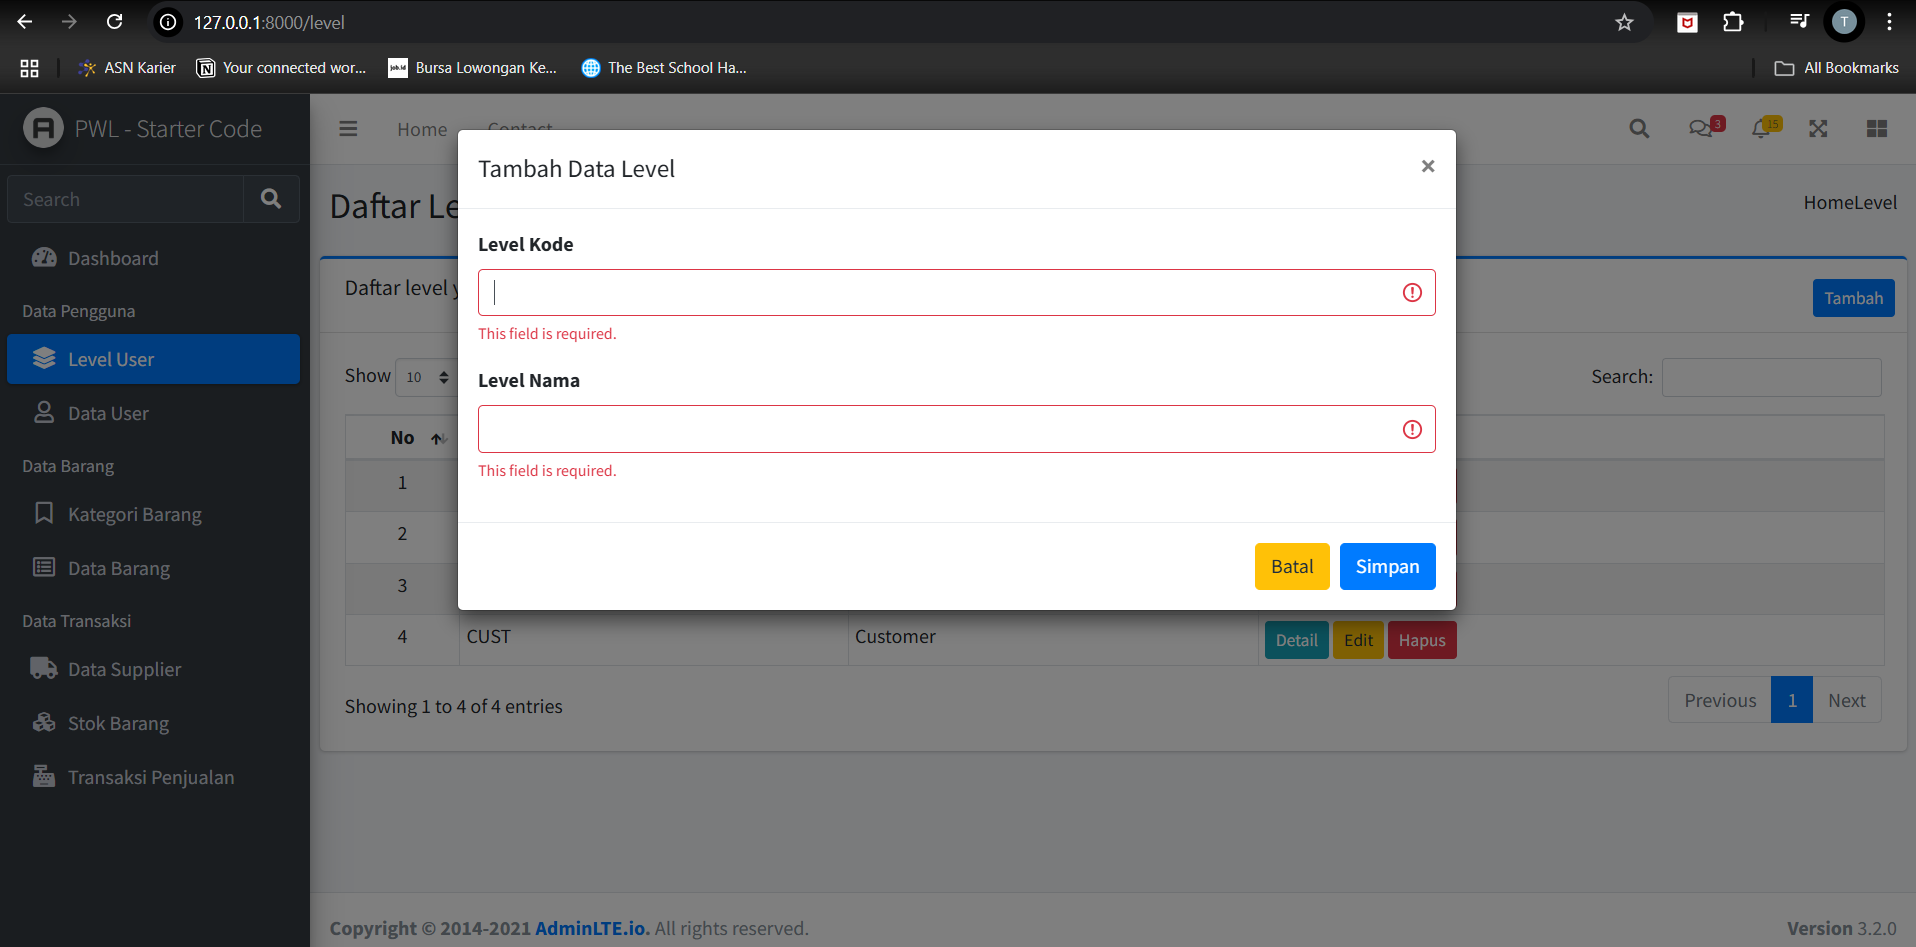 127.0.0.1:8000/level
T
ASN Karier
Your connected wor...
Bursa Lowongan Ke...
The Best School Ha...
All Bookmarks
PWL - Starter Code
Home
Contact
3
15
Search
Daftar Le
HomeLevel
Tambah Data Level
×
Dashboard
Data Pengguna
Level User
Data User
Data Barang
Kategori Barang
Data Barang
Data Transaksi
Data Supplier
Stok Barang
Transaksi Penjualan
Level Kode
This field is required.
Level Nama
This field is required.
Batal
Simpan
Daftar level y
Tambah
Show 10
Search:
No
1
2
3
4 CUST Customer Detail Edit Hapus
Showing 1 to 4 of 4 entries
Previous 1 Next
Copyright © 2014-2021 AdminLTE.io. All rights reserved.
Version 3.2.0